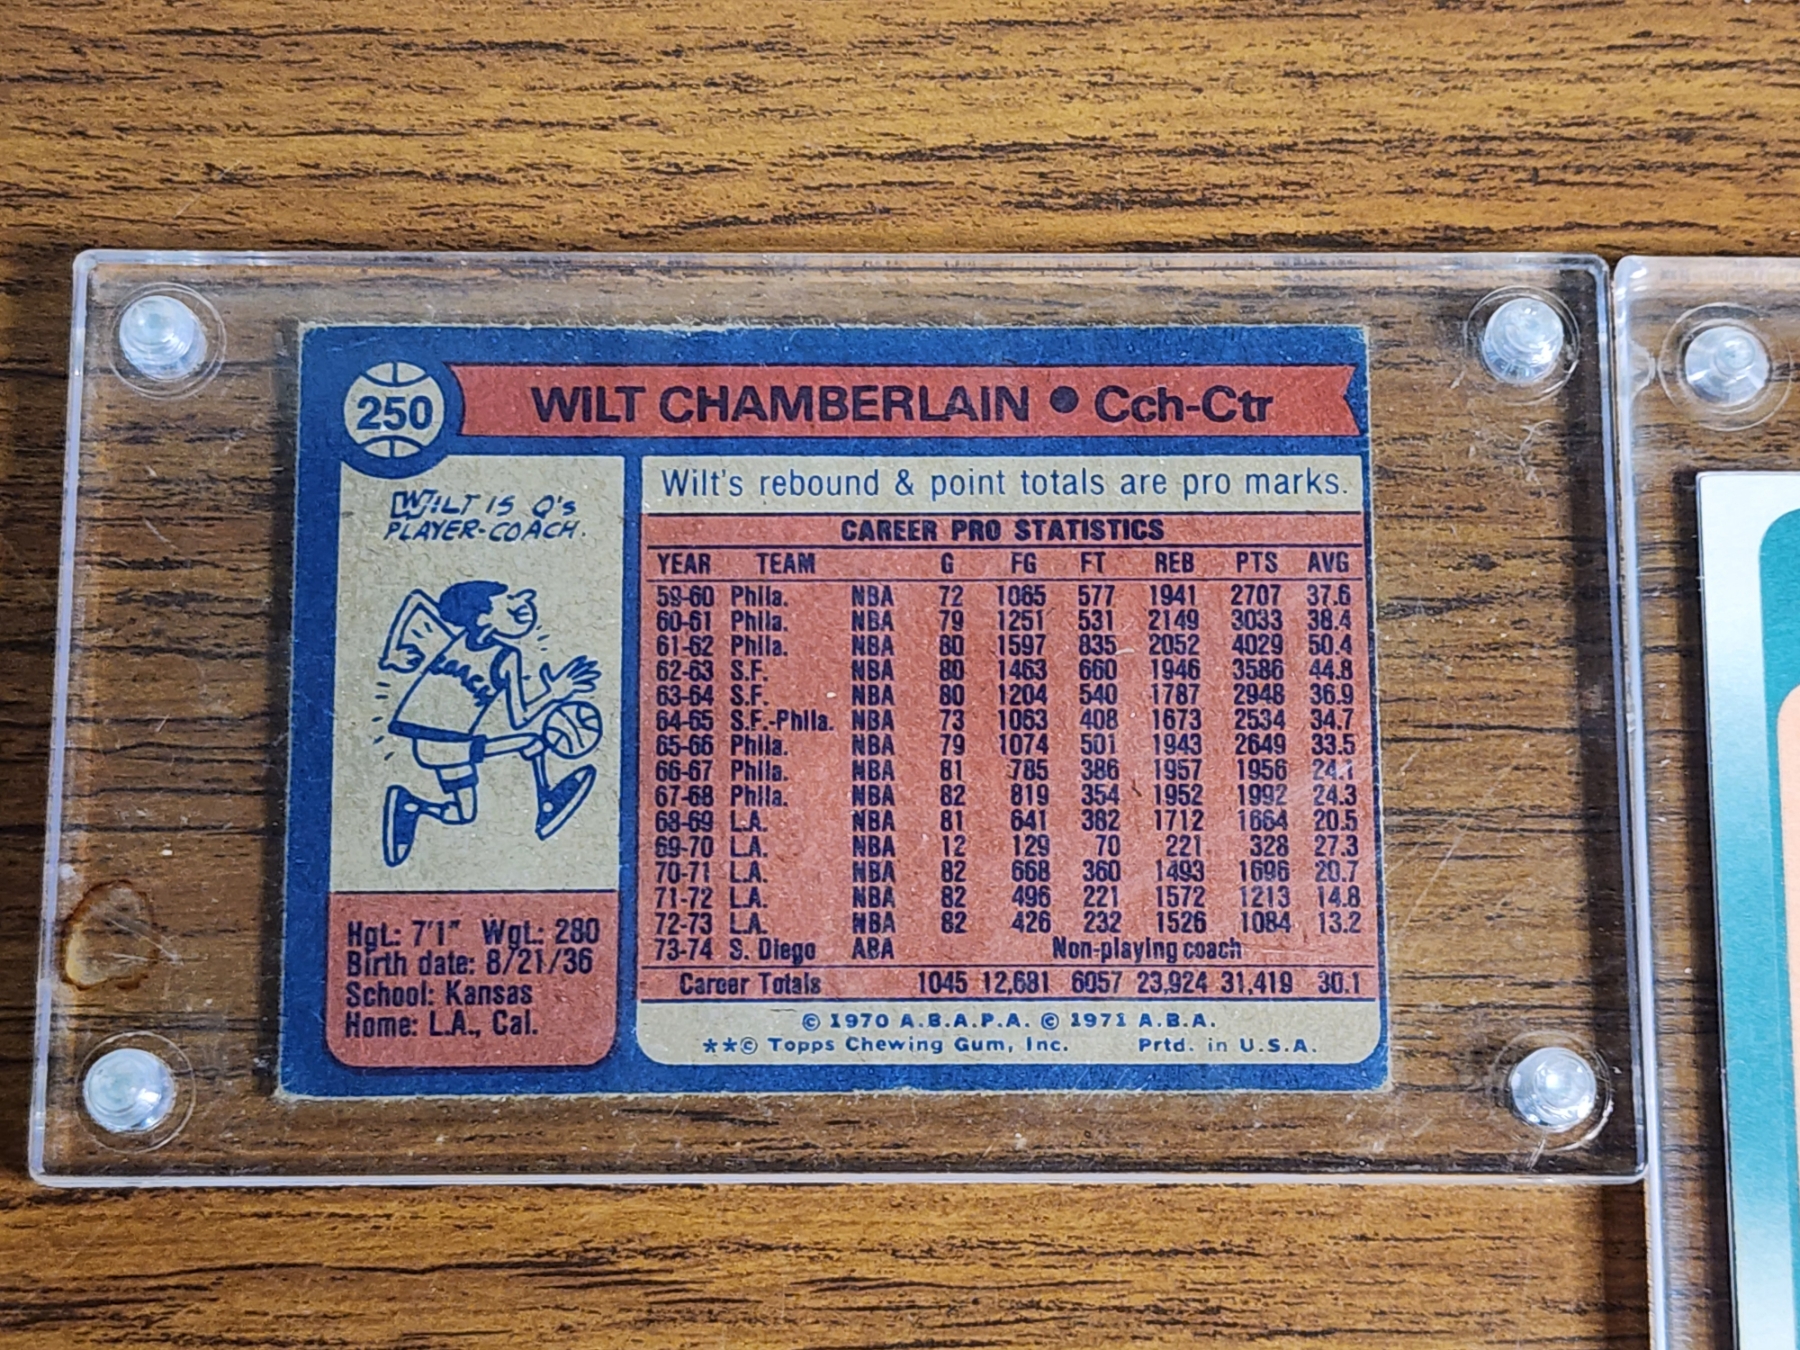 250
WILT CHAMBERLAIN ● Cch-Ctr
WILT IS Q's
PLAYER-COACH.
Hgt.: 7'1" Wgt.: 280
Birth date: 8/21/36
School: Kansas
Home: L.A., Cal.
Wilt's rebound & point totals are pro marks.
CAREER PRO STATISTICS
YEAR TEAM G FG FT REB PTS AVG
59-60 Phila. NBA 72 1065 577 1941 2707 37.6
60-61 Phila. NBA 79 1251 531 2149 3033 38.4
61-62 Phila. NBA 80 1597 835 2052 4029 50.4
62-63 S.F. NBA 80 1463 660 1946 3586 44.8
63-64 S.F. NBA 80 1204 540 1787 2948 36.9
64-65 S.F.-Phila. NBA 73 1063 408 1673 2534 34.7
65-66 Phila. NBA 79 1074 501 1943 2649 33.5
66-67 Phila. NBA 81 785 386 1957 1956 24.1
67-68 Phila. NBA 82 819 354 1952 1992 24.3
68-69 L.A. NBA 81 641 382 1712 1664 20.5
69-70 L.A. NBA 12 129 70 221 328 27.3
70-71 L.A. NBA 82 668 360 1493 1696 20.7
71-72 L.A. NBA 82 496 221 1572 1213 14.8
72-73 L.A. NBA 82 426 232 1526 1084 13.2
73-74 S. Diego ABA Non-playing coach
Career Totals 1045 12,681 6057 23,924 31,419 30.1
© 1970 A.B.A.P.A. © 1971 A.B.A.
**© Topps Chewing Gum, Inc. Prtd. in U.S.A.